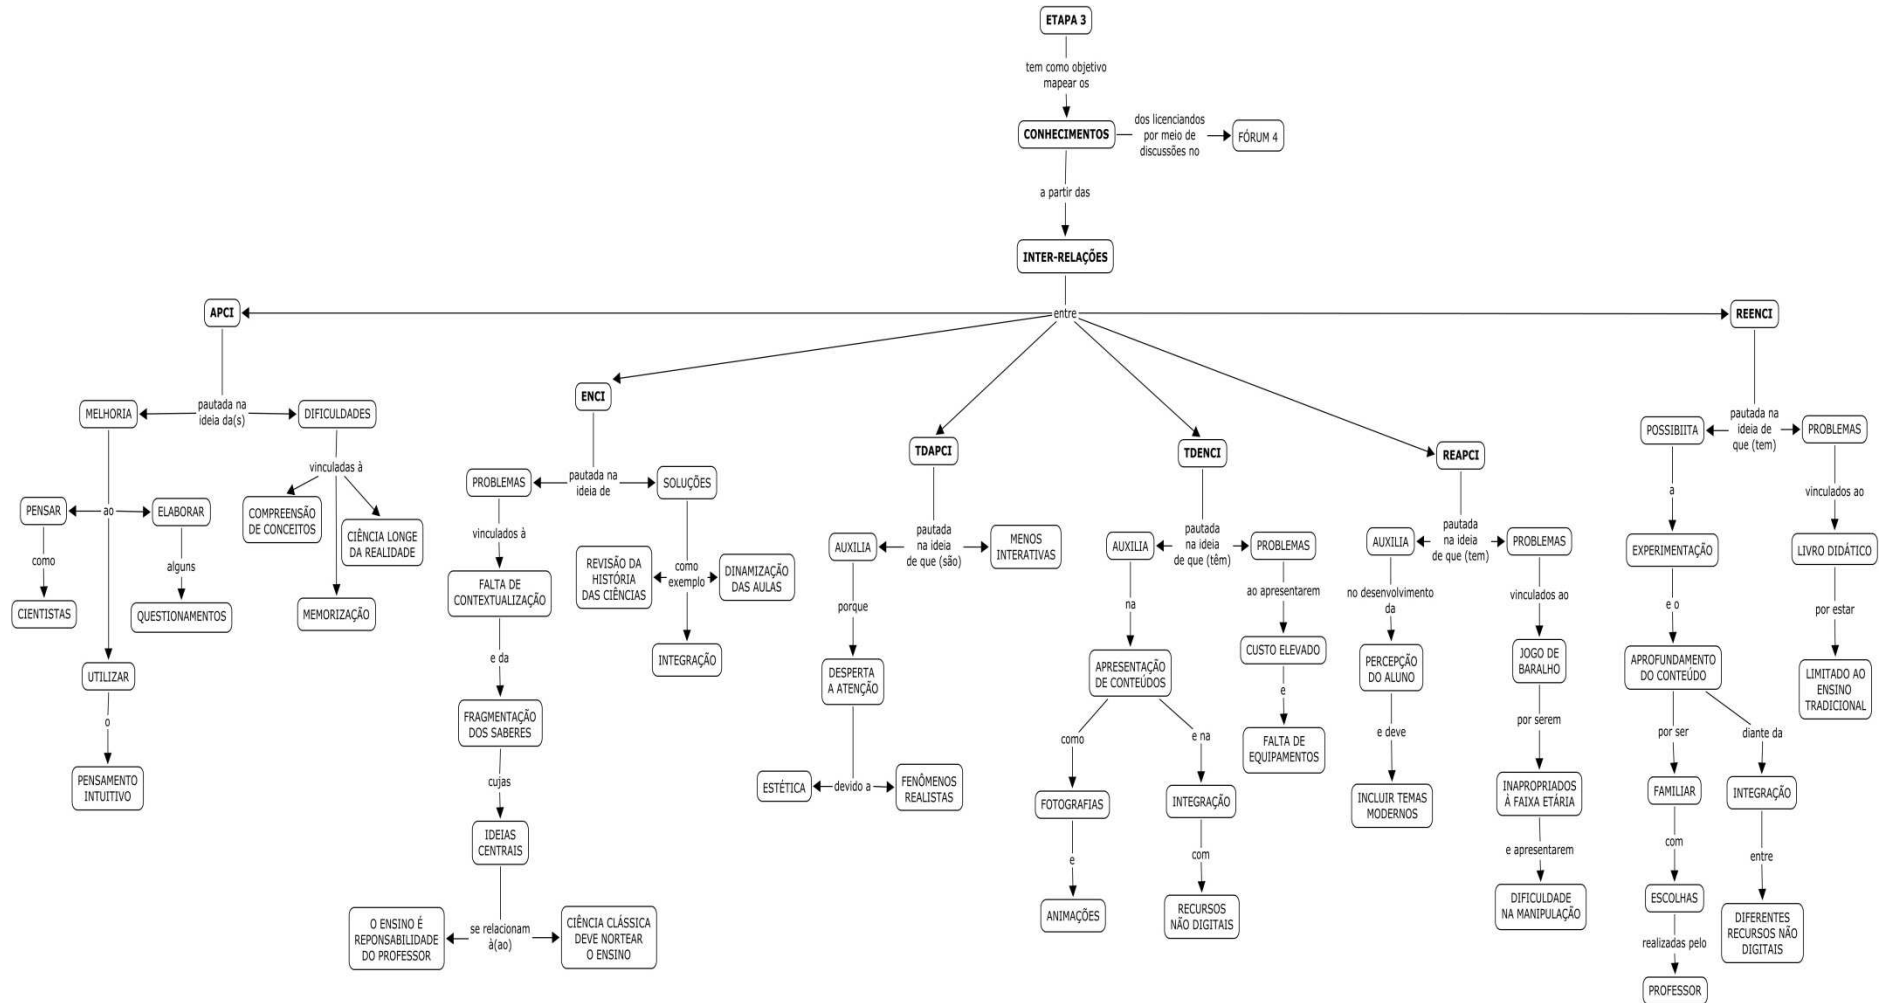 ETAPA 3
tem como objetivo
mapear os
CONHECIMENTOS
dos licenciandos
por meio de
discussões no
FÓRUM 4
a partir das
INTER-RELAÇÕES
entre
APCI
pautada na
ideia da(s)
MELHORIA
DIFICULDADES
ao
PENSAR
como
CIENTISTAS
ELABORAR
alguns
QUESTIONAMENTOS
UTILIZAR
o
PENSAMENTO
INTUITIVO
vinculadas à
COMPREENSÃO
DE CONCEITOS
CIÊNCIA LONGE
DA REALIDADE
MEMORIZAÇÃO
ENCI
pautada na
ideia de
PROBLEMAS
SOLUÇÕES
vinculados à
FALTA DE
CONTEXTUALIZAÇÃO
e da
FRAGMENTAÇÃO
DOS SABERES
cujas
IDEIAS
CENTRAIS
se relacionam
à(ao)
O ENSINO É
REPONSABILIDADE
DO PROFESSOR
CIÊNCIA CLÁSSICA
DEVE NORTEAR
O ENSINO
como
exemplo
REVISÃO DA
HISTÓRIA
DAS CIÊNCIAS
DINAMIZAÇÃO
DAS AULAS
INTEGRAÇÃO
TDAPCI
pautada
na ideia
de que (são)
AUXILIA
MENOS
INTERATIVAS
porque
DESPERTA
A ATENÇÃO
devido a
ESTÉTICA
FENÔMENOS
REALISTAS
TDENCI
pautada
na ideia
de que (têm)
AUXILIA
PROBLEMAS
na
APRESENTAÇÃO
DE CONTEÚDOS
como
FOTOGRAFIAS
e
ANIMAÇÕES
e na
INTEGRAÇÃO
com
RECURSOS
NÃO DIGITAIS
ao apresentarem
CUSTO ELEVADO
e
FALTA DE
EQUIPAMENTOS
REAPCI
pautada
na ideia
de que (tem)
AUXILIA
PROBLEMAS
no desenvolvimento
da
PERCEPÇÃO
DO ALUNO
e deve
INCLUIR TEMAS
MODERNOS
vinculados ao
JOGO DE
BARALHO
por serem
INAPROPRIADOS
À FAIXA ETÁRIA
e apresentarem
DIFICULDADE
NA MANIPULAÇÃO
REENCI
pautada na
ideia de
que (tem)
POSSIBIITA
PROBLEMAS
a
EXPERIMENTAÇÃO
e o
APROFUNDAMENTO
DO CONTEÚDO
por ser
FAMILIAR
com
ESCOLHAS
realizadas pelo
PROFESSOR
diante da
INTEGRAÇÃO
entre
DIFERENTES
RECURSOS NÃO
DIGITAIS
vinculados ao
LIVRO DIDÁTICO
por estar
LIMITADO AO
ENSINO
TRADICIONAL